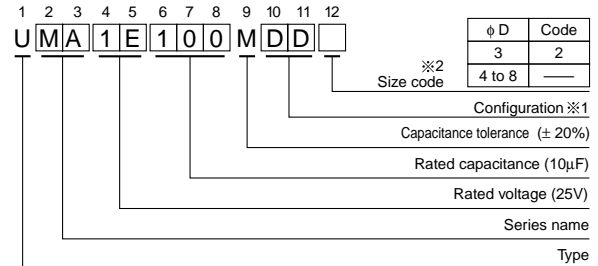 1 2 3 4 5 6 7 8 9 10 11 12
U M A 1 E 1 0 0 M D D
φ D Code
3 2
4 to 8 ——
※2
Size code
Configuration ※1
Capacitance tolerance (± 20%)
Rated capacitance (10μF)
Rated voltage (25V)
Series name
Type